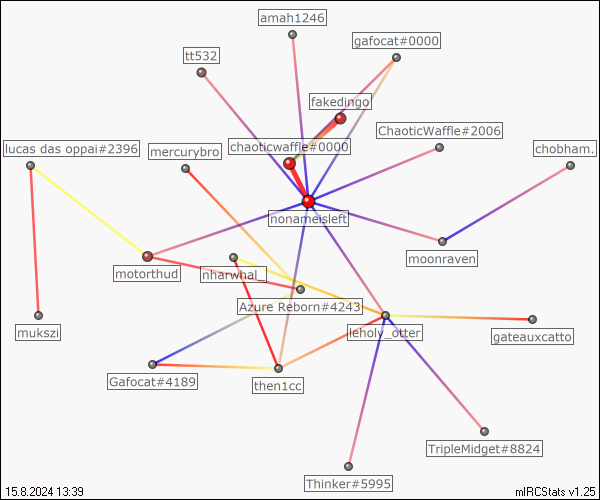 amah1246
gafocat#0000
tt532
fakedingo
ChaoticWaffle#2006
chaoticwaffle#0000
lucas das oppai#2396
mercurybro
chobham.
nonameisleft
moonraven
motorthud
nharwhal_
Azure Reborn#4243
mukszi
leholy_otter
gateauxcatto
Gafocat#4189
then1cc
TripleMidget#8824
Thinker#5995
15.8.2024 13:39
mIRCStats v1.25